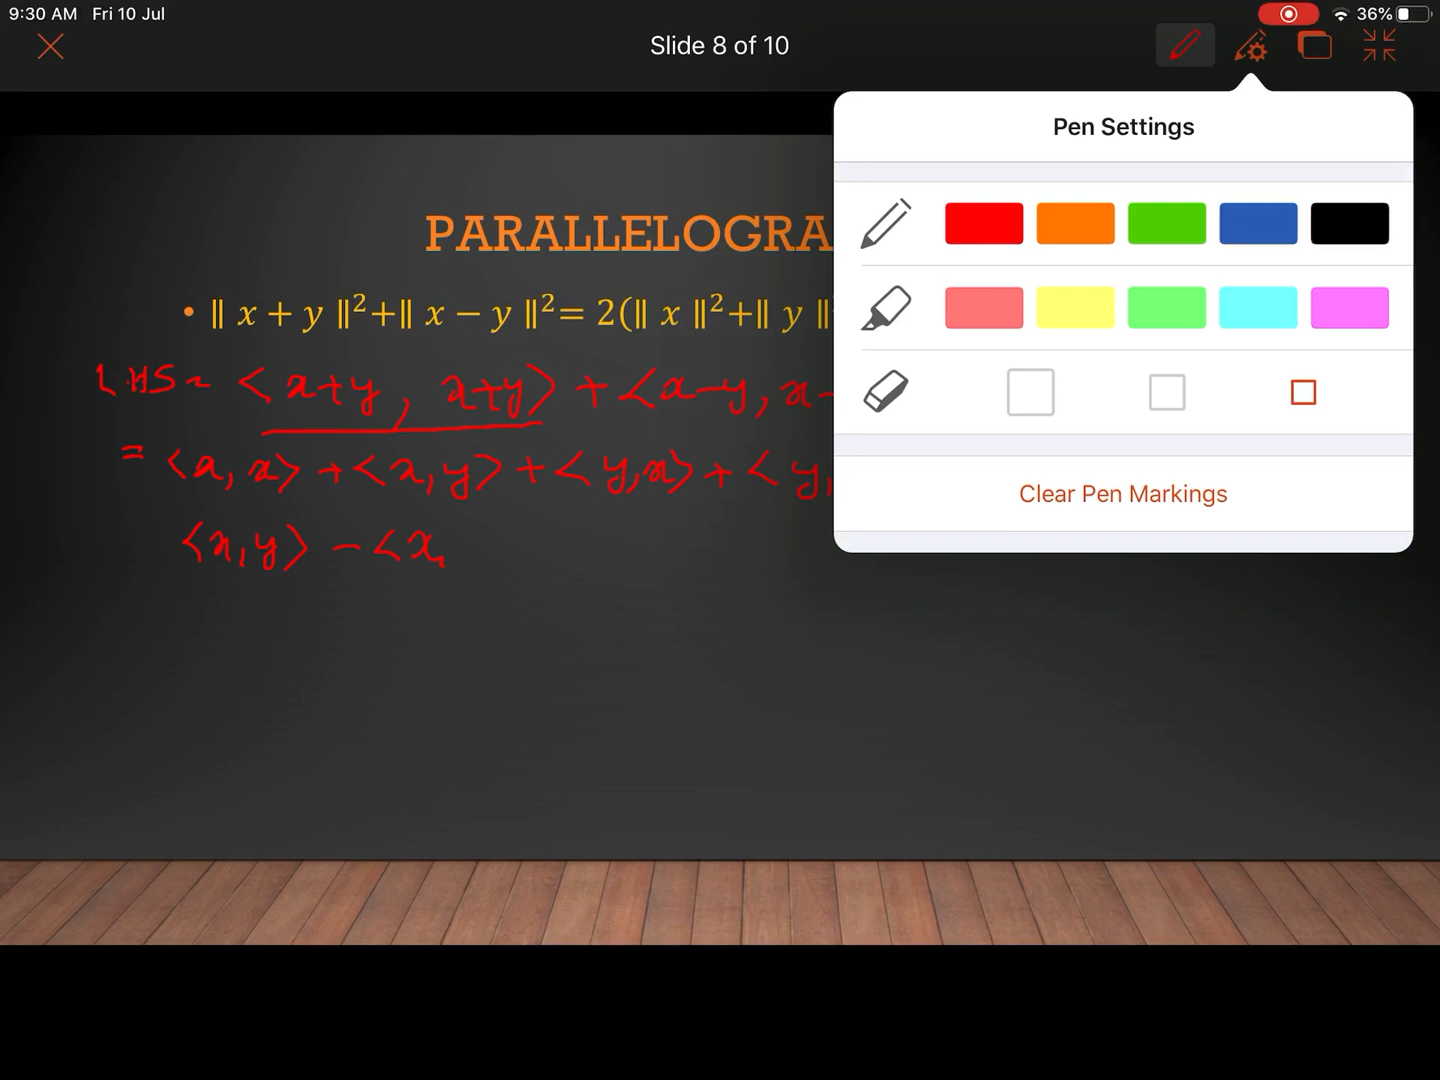 9:30 AM Fri 10 Jul
36%
Slide 8 of 10
Pen Settings
PARALLELOGRA
• ‖ x + y ‖²+‖ x − y ‖²= 2(‖ x ‖²+‖ y ‖
LHS = <x+y, x+y> + <x-y, x-
= <x, x> + <x, y> + <y, x> + <y,
<x, y> - <x,
Clear Pen Markings